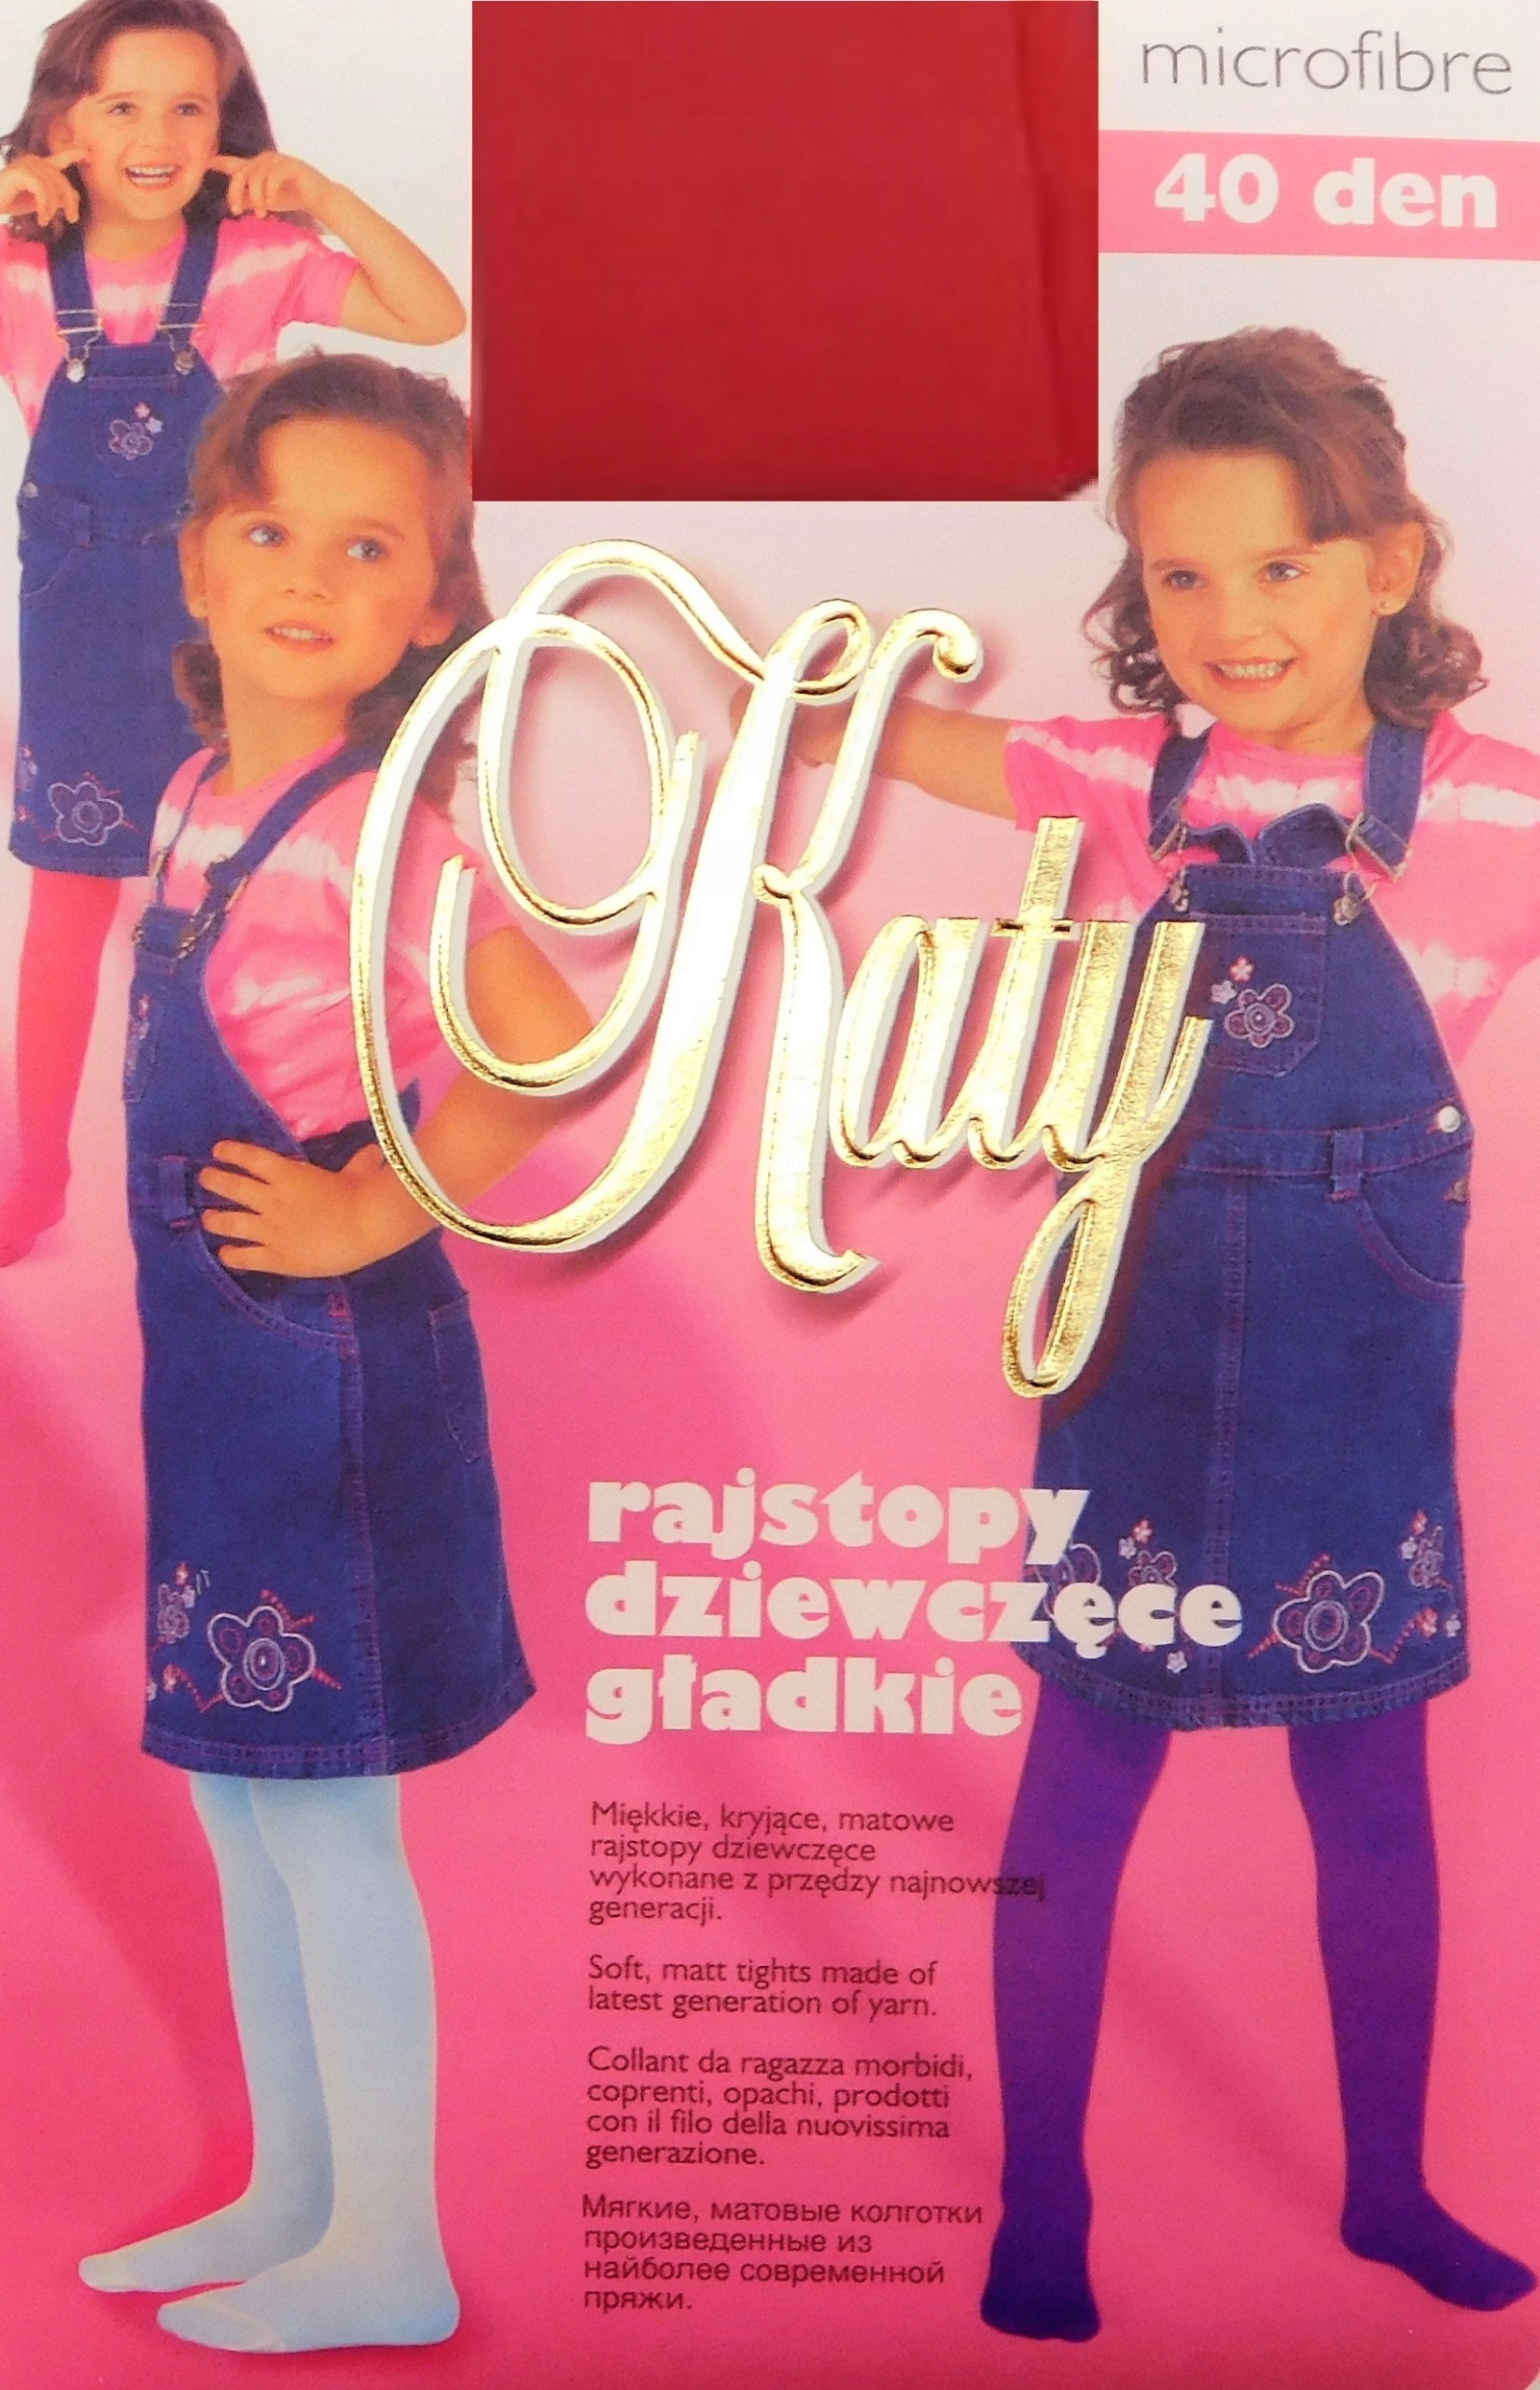 microfibre
40 den
Katy
rajstopy
dziewczęce
gładkie
Miękkie, kryjące, matowe
rajstopy dziewczęce
wykonane z przędzy najnowszej
generacji.
Soft, matt tights made of
latest generation of yarn.
Collant da ragazza morbidi,
coprenti, opachi, prodotti
con il filo della nuovissima
generazione.
Мягкие, матовые колготки
произведенные из
найболее современной
пряжи.